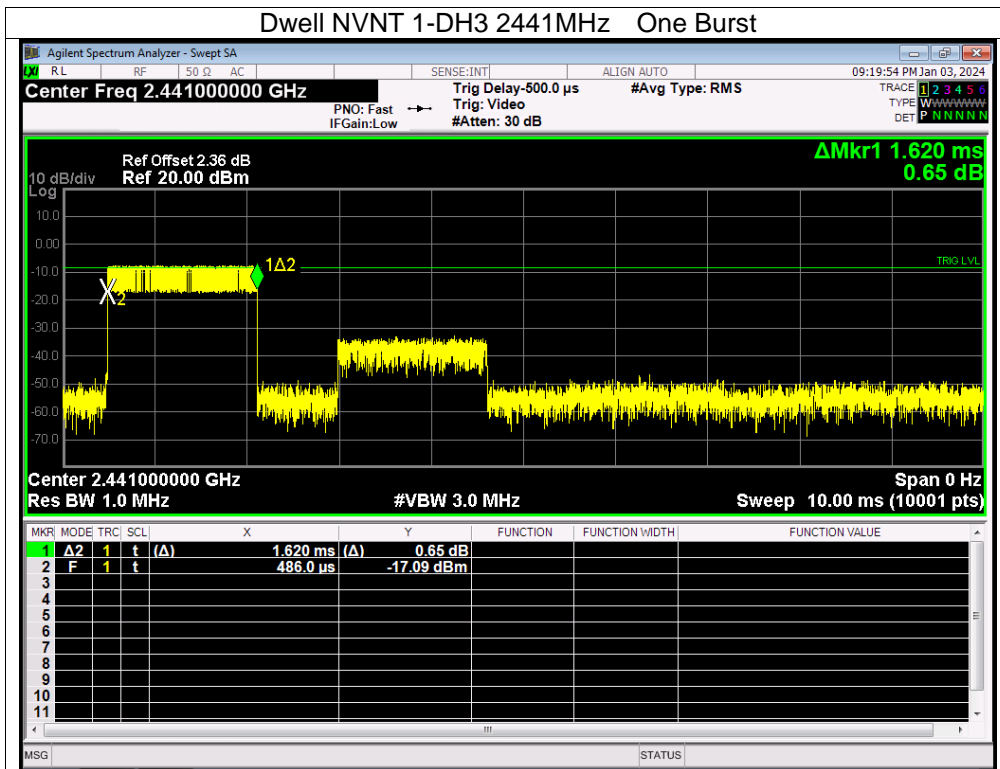 Dwell NVNT 1-DH3 2441MHz One Burst
Agilent Spectrum Analyzer - Swept SA
LXI RL RF 50 Ω AC SENSE:INT ALIGN AUTO 09:19:54 PM Jan 03, 2024
Center Freq 2.441000000 GHz Trig Delay-500.0 µs #Avg Type: RMS TRACE 1 2 3 4 5 6
PNO: Fast Trig: Video TYPE WWWWWWW
IFGain:Low #Atten: 30 dB DET P N N N N N
ΔMkr1 1.620 ms
0.65 dB
Ref Offset 2.36 dB
10 dB/div Ref 20.00 dBm
Log
10.0
0.00
-10.0
-20.0
-30.0
-40.0
-50.0
-60.0
-70.0
1Δ2
TRIG LVL
2
Center 2.441000000 GHz Span 0 Hz
Res BW 1.0 MHz #VBW 3.0 MHz Sweep 10.00 ms (10001 pts)
MKR MODE TRC SCL X Y FUNCTION FUNCTION WIDTH FUNCTION VALUE
1 Δ2 1 t (Δ) 1.620 ms (Δ) 0.65 dB
2 F 1 t 486.0 µs -17.09 dBm
3
4
5
6
7
8
9
10
11
MSG STATUS